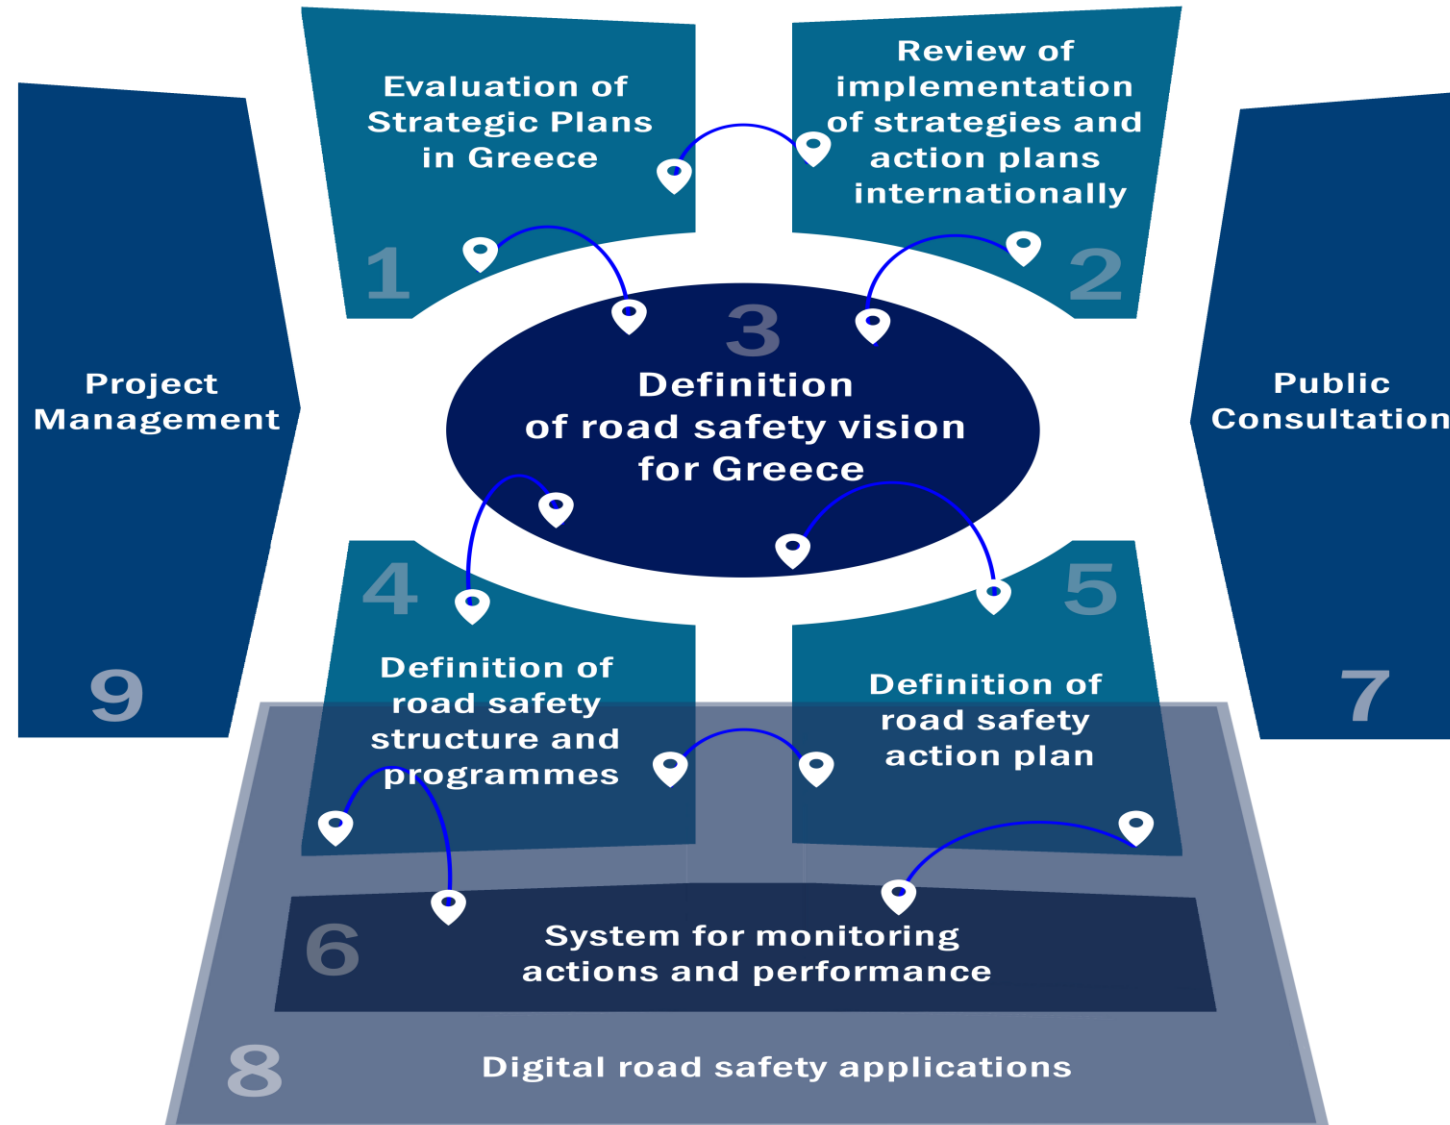 Evaluation of
Strategic Plans
in Greece
1
Review of
implementation
of strategies and
action plans
internationally
2
Project
Management
9
3
Definition
of road safety vision
for Greece
Public
Consultation
7
4
Definition of
road safety
structure and
programmes
5
Definition of
road safety
action plan
6
System for monitoring
actions and performance
8
Digital road safety applications